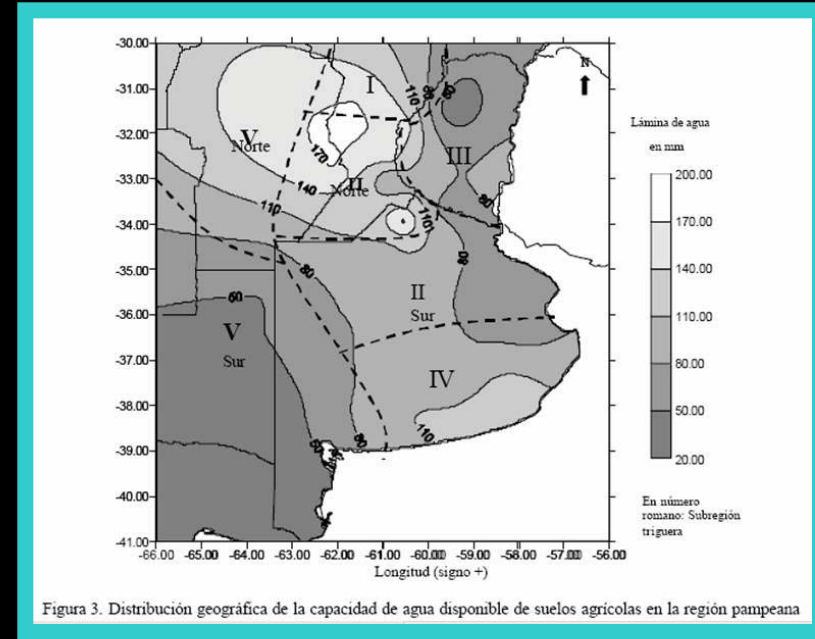 -30.00
-31.00
-32.00
-33.00
-34.00
-35.00
-36.00
-37.00
-38.00
-39.00
-40.00
-41.00
-66.00 -65.00 -64.00 -63.00 -62.00 -61.00 -60.00 -59.00 -58.00 -57.00 -56.00
Longitud (signo +)
I
110
80
V
Norte
170
III
140
II
Norte
110
80
1101
80
80
II
Sur
60
V
Sur
IV
110
N
Lámina de agua
en mm
200.00
170.00
140.00
110.00
80.00
50.00
20.00
En número
romano: Subregión
triguera
Figura 3. Distribución geográfica de la capacidad de agua disponible de suelos agrícolas en la región pampeana